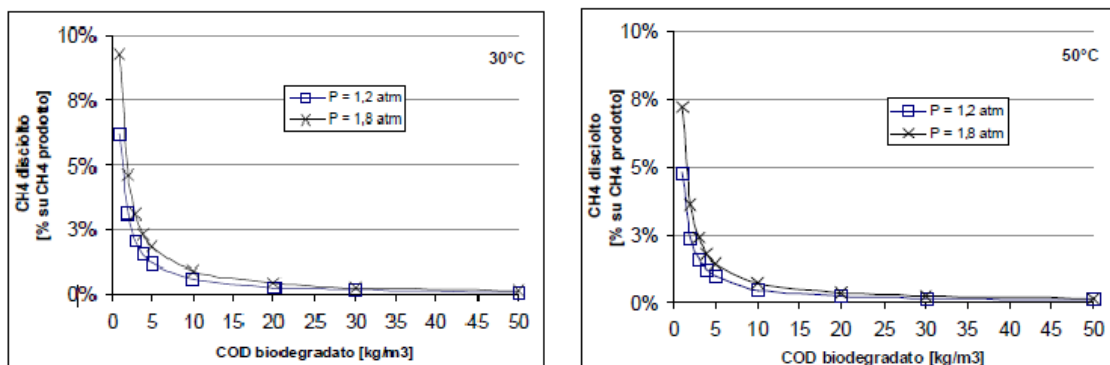 10%
8%
5%
3%
0%
CH4 disciolto
[% su CH4 prodotto]
30°C
P = 1,2 atm
P = 1,8 atm
0 5 10 15 20 25 30 35 40 45 50
COD biodegradato [kg/m3]
10%
8%
5%
3%
0%
CH4 disciolto
[% su CH4 prodotto]
50°C
P = 1,2 atm
P = 1,8 atm
0 5 10 15 20 25 30 35 40 45 50
COD biodegradato [kg/m3]